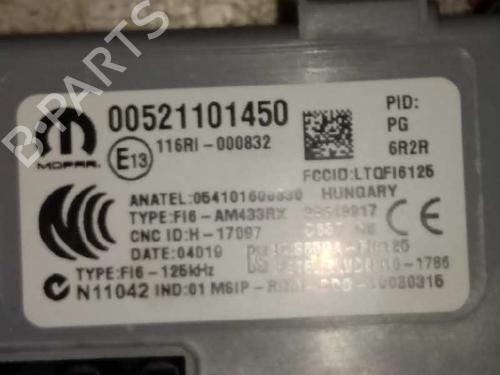 B-PARTS
00521101450
MOPAR
E13
116RI-000832
PID:
PG
6R2R
FCCID:LTQFI6125
ANATEL:
HUNGARY
TYPE:FI6-AM433RX
CNC ID:H-17097
DATE:04019
TYPE:FI6-125kHz
N11042 IND:01 MSIP-